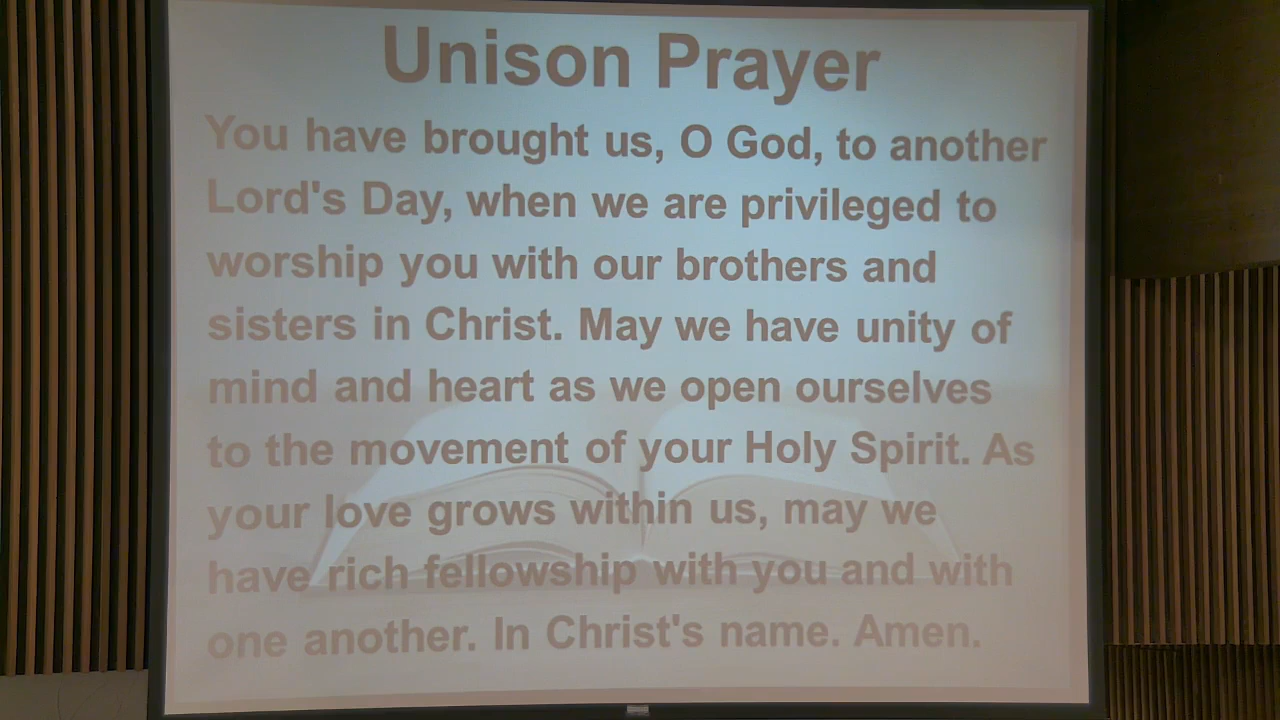 Unison Prayer
You have brought us, O God, to another
Lord's Day, when we are privileged to
worship you with our brothers and
sisters in Christ. May we have unity of
mind and heart as we open ourselves
to the movement of your Holy Spirit. As
your love grows within us, may we
have rich fellowship with you and with
one another. In Christ's name. Amen.